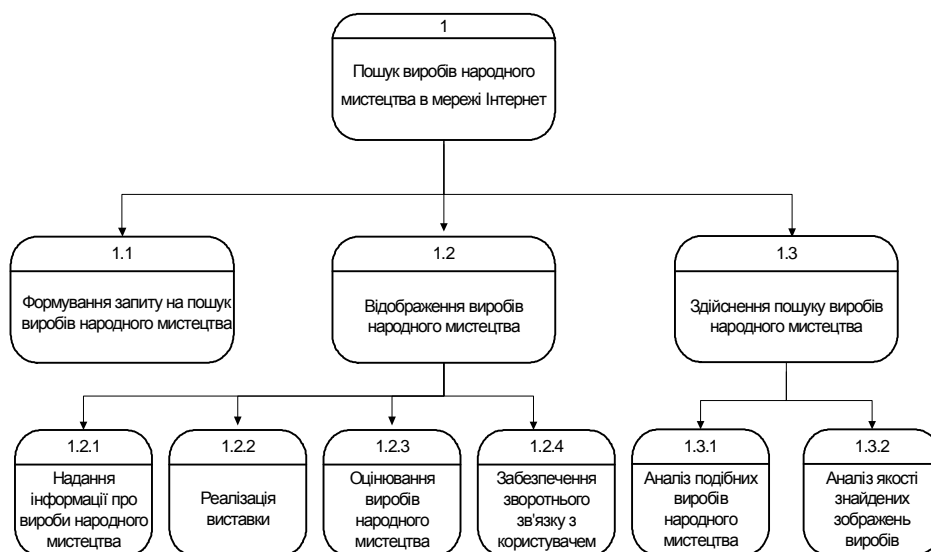 1
Пошук виробів народного
мистецтва в мережі Інтернет
1.1
Формування запиту на пошук
виробів народного мистецтва
1.2
Відображення виробів
народного мистецтва
1.3
Здійснення пошуку виробів
народного мистецтва
1.2.1
Надання
інформації про
вироби народного
мистецтва
1.2.2
Реалізація
виставки
1.2.3
Оцінювання
виробів
народного
мистецтва
1.2.4
Забезпечення
зворотнього
зв'язку з
користувачем
1.3.1
Аналіз подібних
виробів
народного
мистецтва
1.3.2
Аналіз якості
знайдених
зображень
виробів